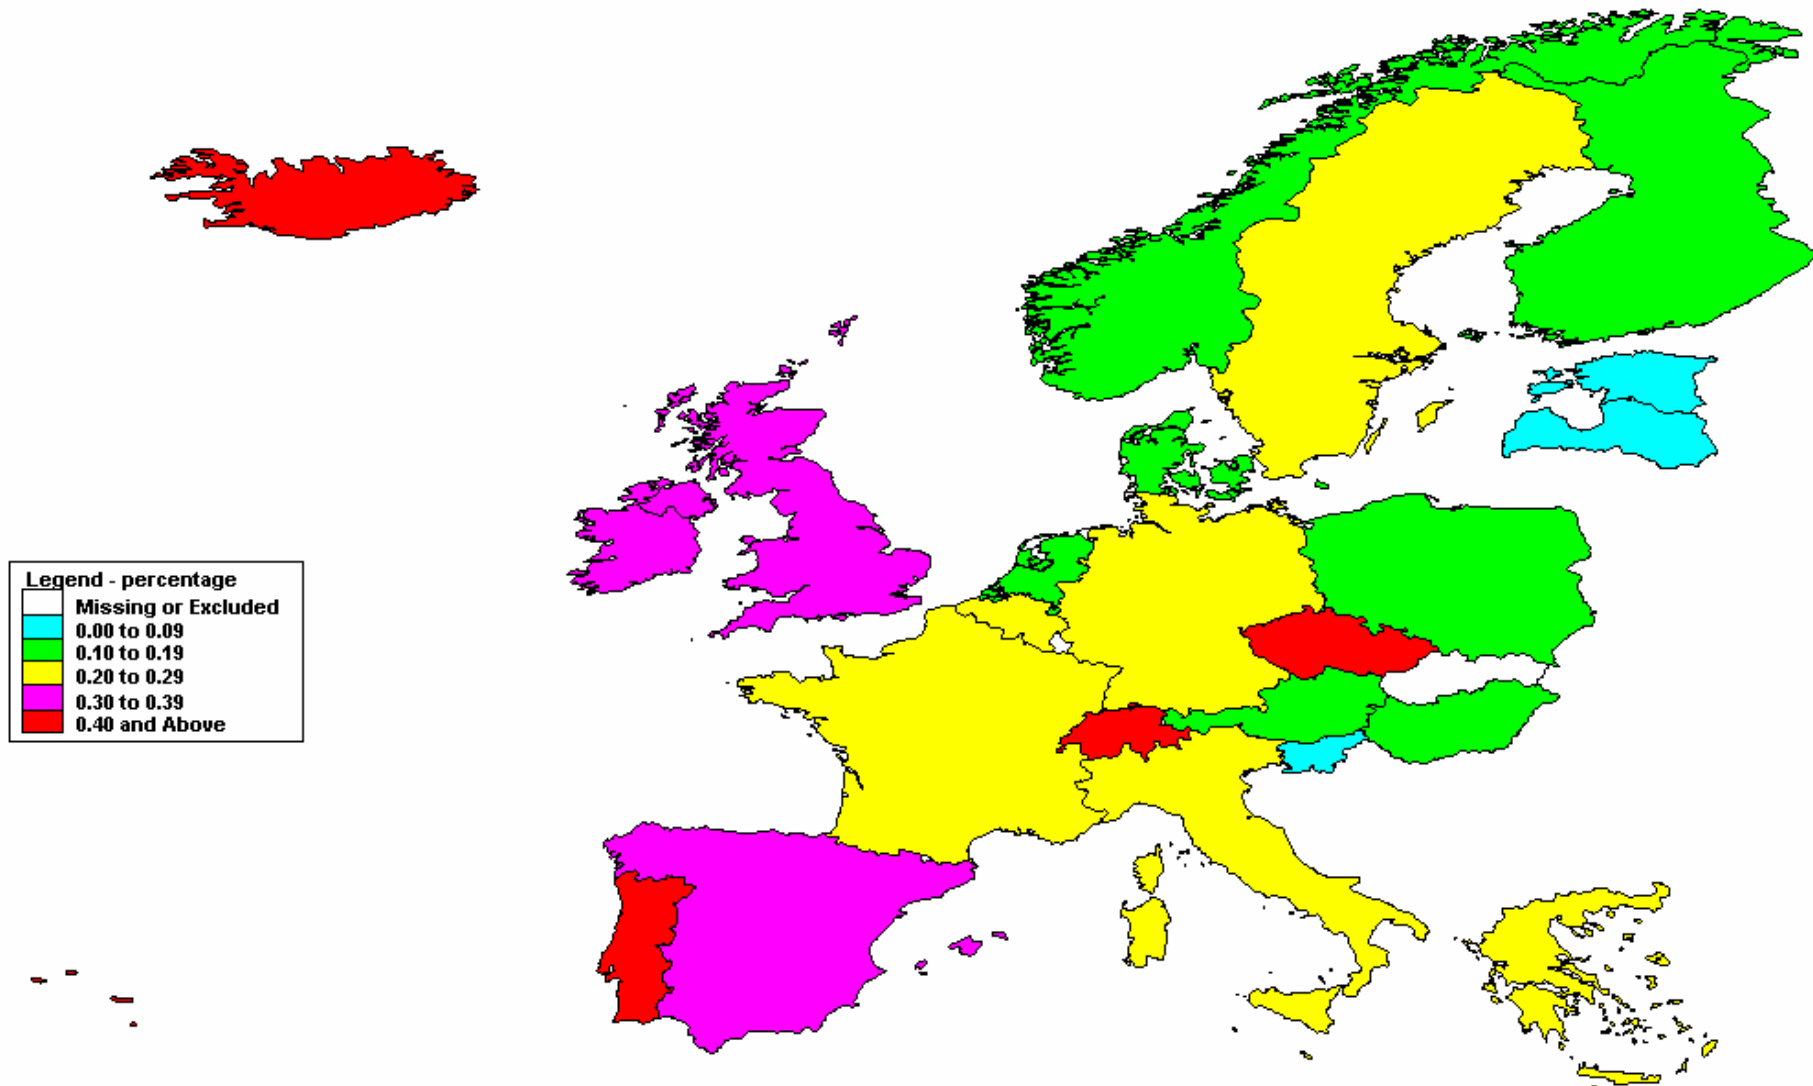 Legend - percentage
Missing or Excluded
0.00 to 0.09
0.10 to 0.19
0.20 to 0.29
0.30 to 0.39
0.40 and Above